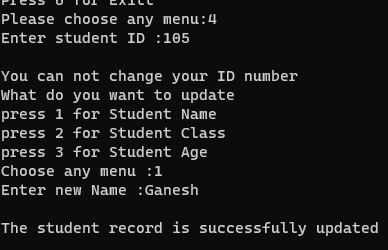 Press 6 for Exitt
Please choose any menu:4
Enter student ID :105
You can not change your ID number
What do you want to update
press 1 for Student Name
press 2 for Student Class
press 3 for Student Age
Choose any menu :1
Enter new Name :Ganesh
The student record is successfully updated